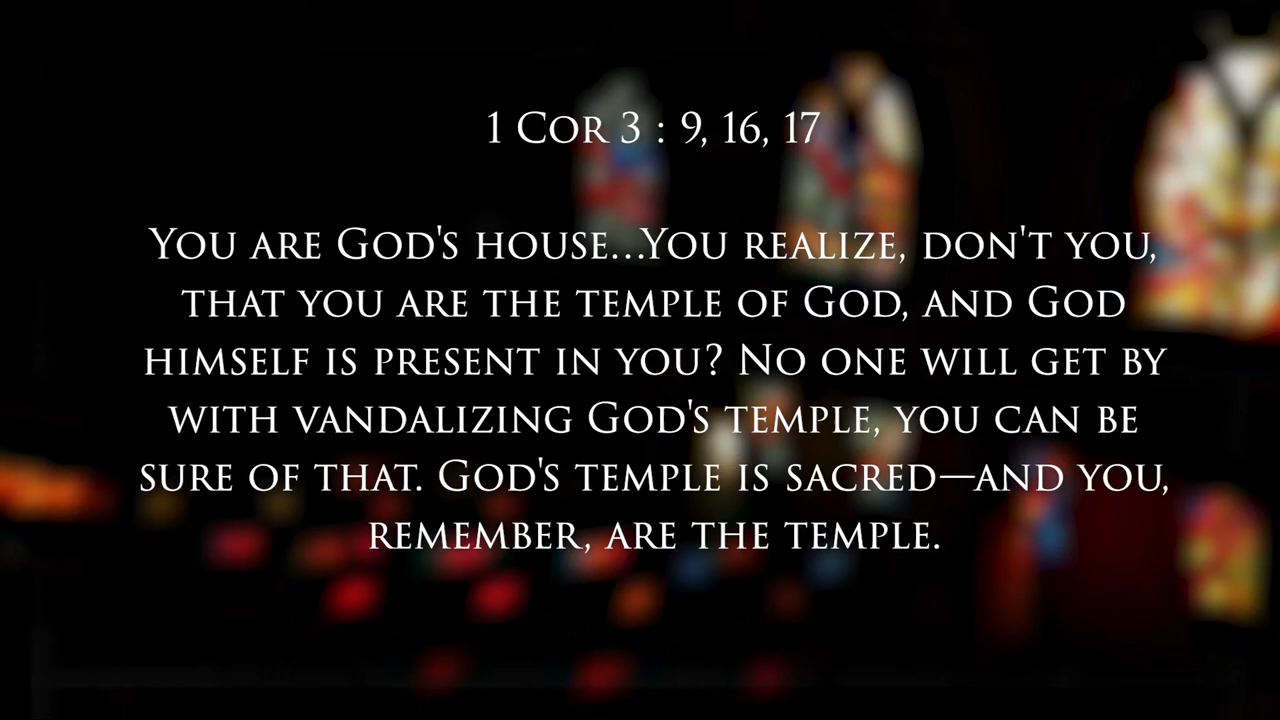 1 Cor 3 : 9, 16, 17
You are God's house...You realize, don't you,
that you are the temple of God, and God
himself is present in you? No one will get by
with vandalizing God's temple, you can be
sure of that. God's temple is sacred—and you,
remember, are the temple.